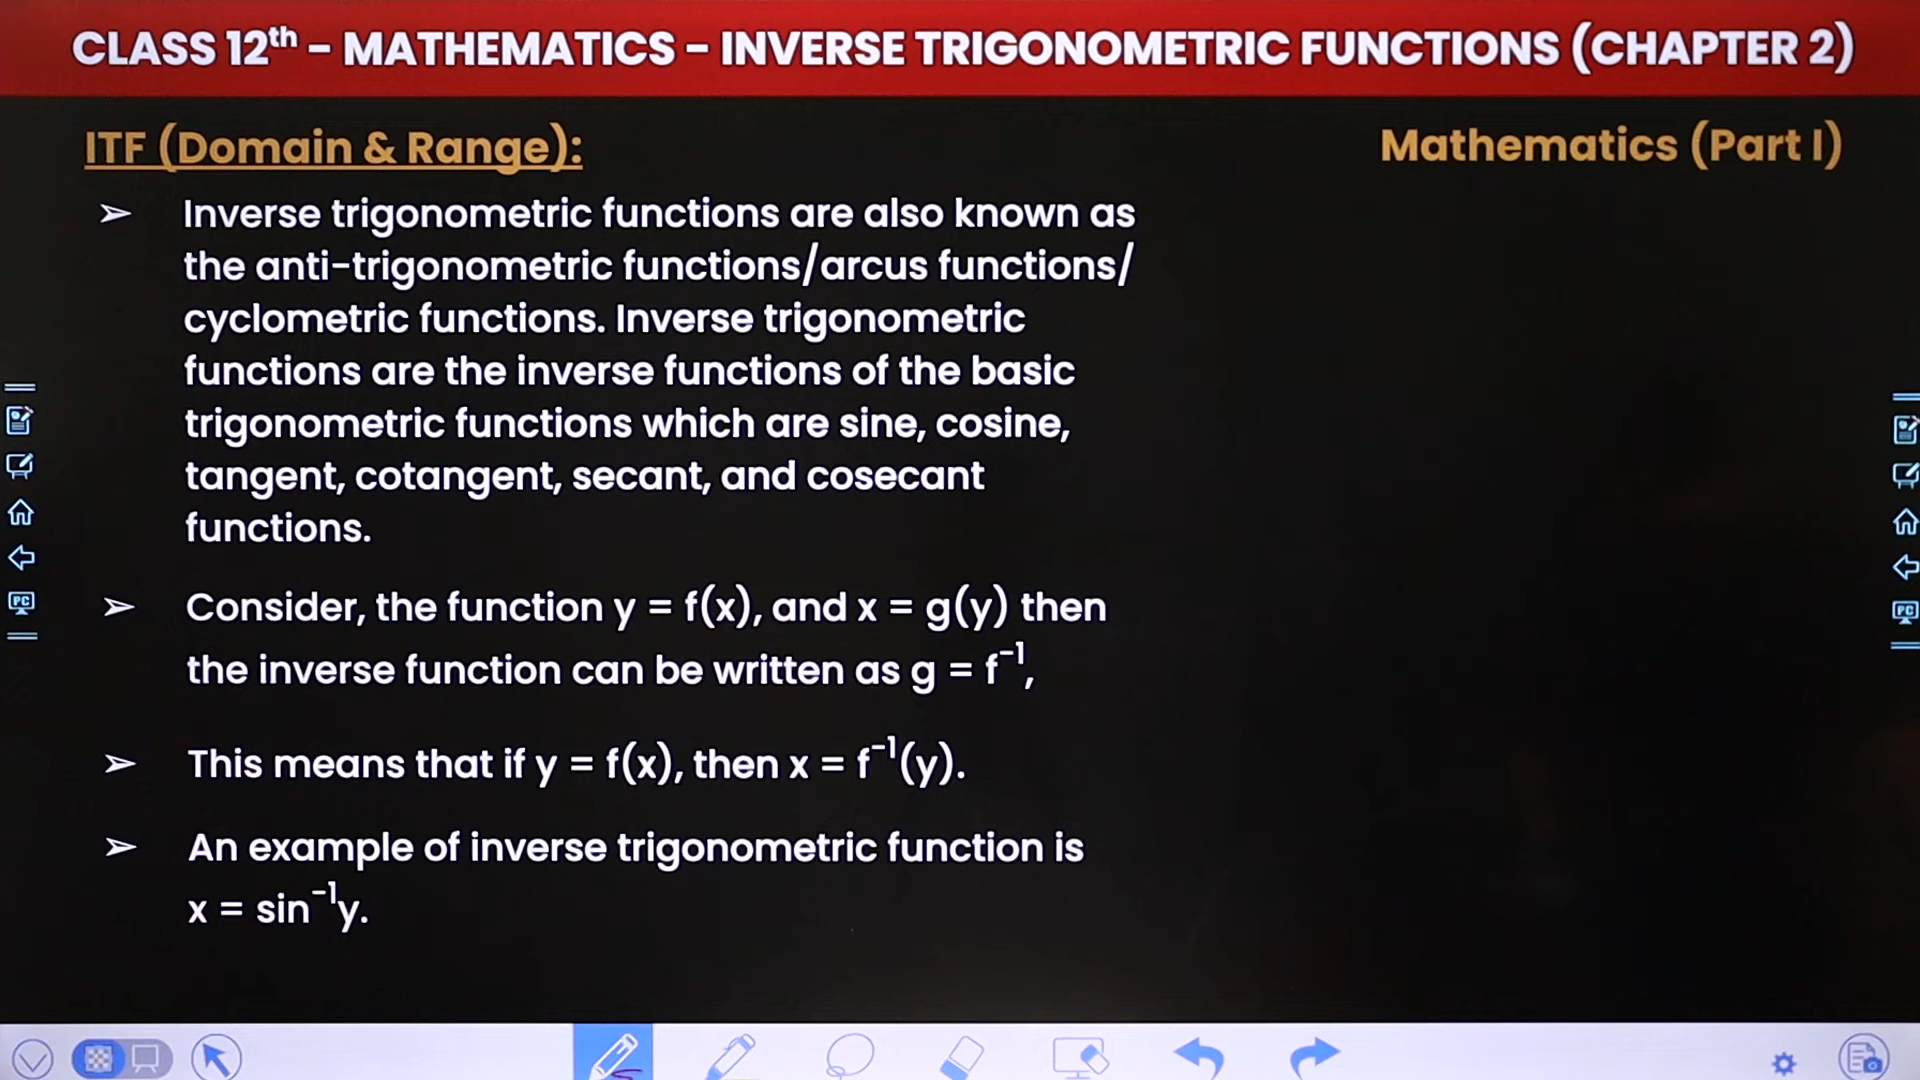 CLASS 12th – MATHEMATICS – INVERSE TRIGONOMETRIC FUNCTIONS (CHAPTER 2)
ITF (Domain & Range):
Mathematics (Part I)
➢ Inverse trigonometric functions are also known as
the anti-trigonometric functions/arcus functions/
cyclometric functions. Inverse trigonometric
functions are the inverse functions of the basic
trigonometric functions which are sine, cosine,
tangent, cotangent, secant, and cosecant
functions.
➢ Consider, the function y = f(x), and x = g(y) then
the inverse function can be written as g = f⁻¹,
➢ This means that if y = f(x), then x = f⁻¹(y).
➢ An example of inverse trigonometric function is
x = sin⁻¹y.
PC
PC